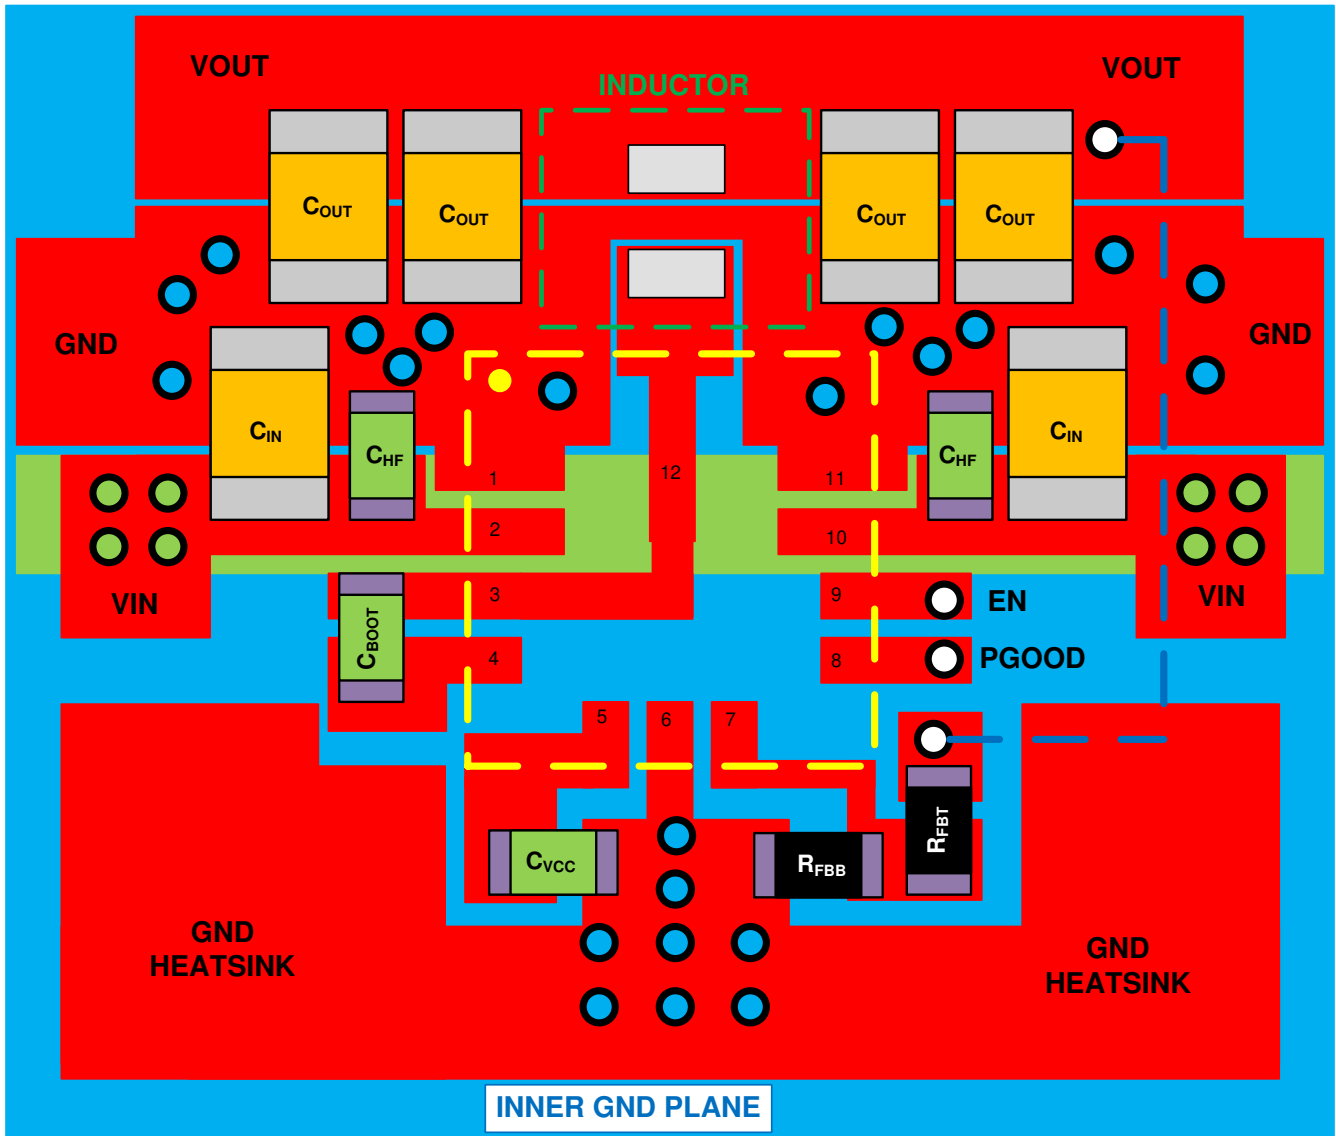 VOUT
VOUT
INDUCTOR
COUT
COUT
COUT
COUT
GND
GND
CIN
CHF
CHF
CIN
1
12
11
2
10
VIN
3
9
EN
VIN
CBOOT
4
8
PGOOD
5
6
7
RFBT
CVCC
RFBB
GND
HEATSINK
GND
HEATSINK
INNER GND PLANE